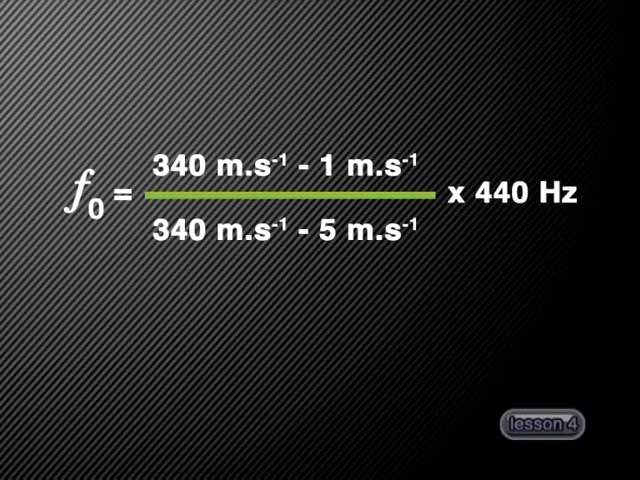 340 m.s⁻¹ - 1 m.s⁻¹
f₀ = x 440 Hz
340 m.s⁻¹ - 5 m.s⁻¹
lesson 4